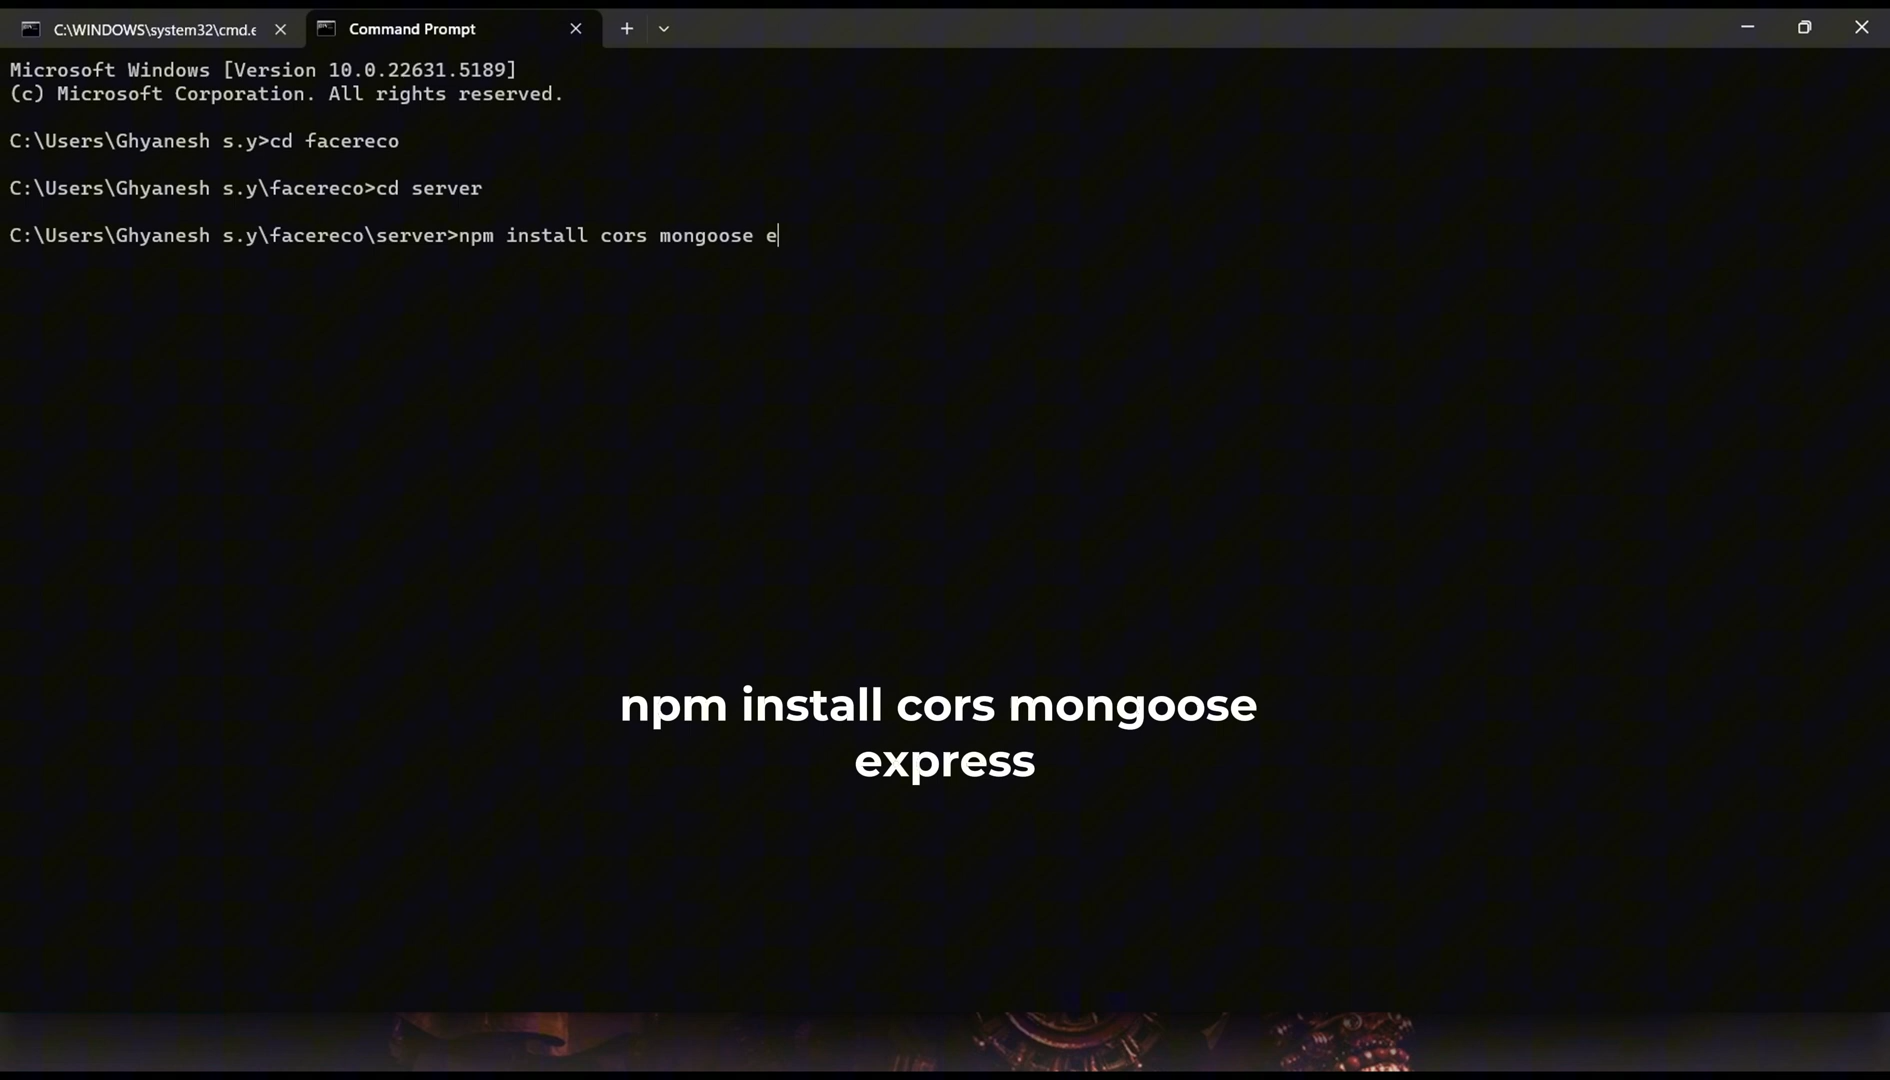 C:\WINDOWS\system32\cmd.e
Command Prompt
Microsoft Windows [Version 10.0.22631.5189]
(c) Microsoft Corporation. All rights reserved.
C:\Users\Ghyanesh s.y>cd facereco
C:\Users\Ghyanesh s.y\facereco>cd server
C:\Users\Ghyanesh s.y\facereco\server>npm install cors mongoose e
npm install cors mongoose
express